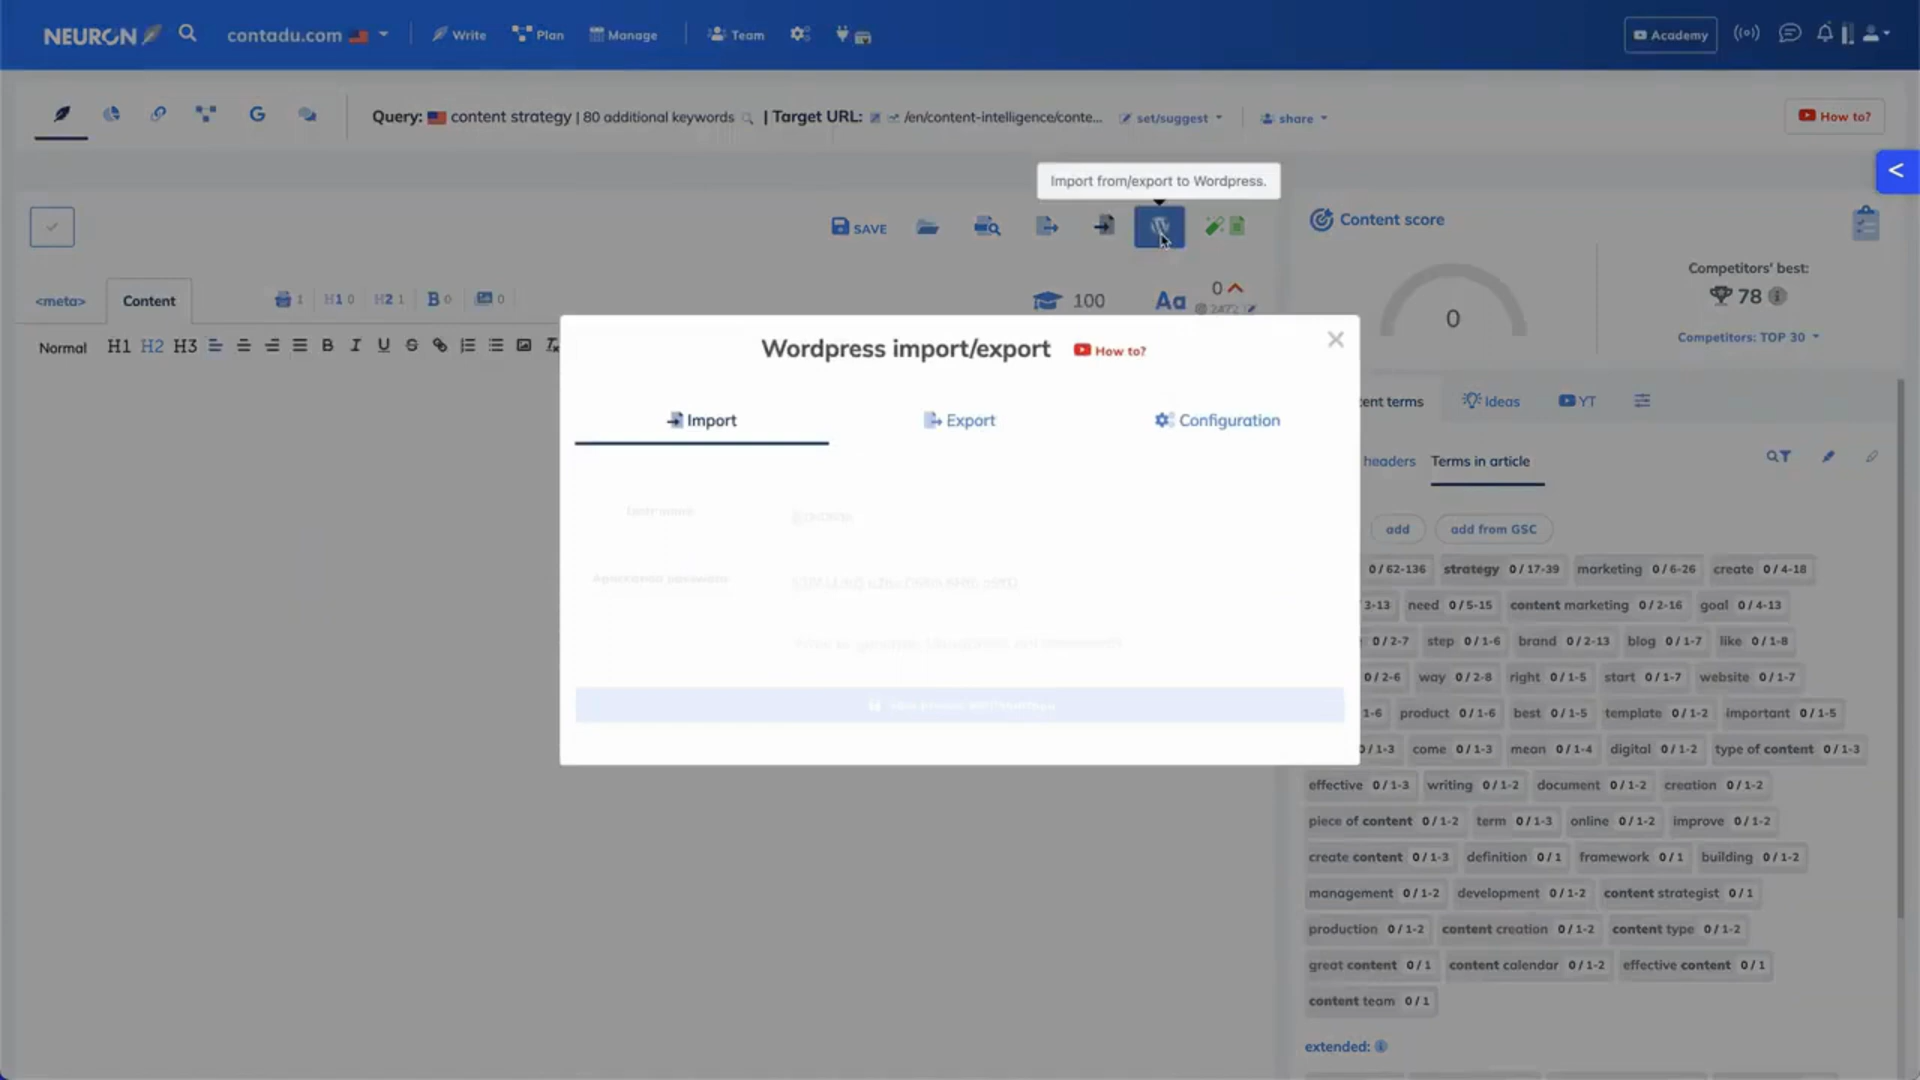 NEURON contadu.com Write Plan Manage Team Academy
Query: content strategy | 80 additional keywords | Target URL: /en/content-intelligence/conte... set/suggest share How to?
Import from/export to Wordpress.
SAVE
Content score
<meta> Content 1 H1 0 H2 1 B 0 0 100 Aa 0
2472
Competitors' best:
78
0
Competitors: TOP 30
Normal H1 H2 H3 B I U S
Wordpress import/export How to?
Import Export Configuration
ent terms Ideas YT
headers Terms in article
add add from GSC
0 / 62-136 strategy 0 / 17-39 marketing 0 / 6-26 create 0 / 4-18
3-13 need 0 / 5-15 content marketing 0 / 2-16 goal 0 / 4-13
0 / 2-7 step 0 / 1-6 brand 0 / 2-13 blog 0 / 1-7 like 0 / 1-8
0 / 2-6 way 0 / 2-8 right 0 / 1-5 start 0 / 1-7 website 0 / 1-7
1-6 product 0 / 1-6 best 0 / 1-5 template 0 / 1-2 important 0 / 1-5
0 / 1-3 come 0 / 1-3 mean 0 / 1-4 digital 0 / 1-2 type of content 0 / 1-3
effective 0 / 1-3 writing 0 / 1-2 document 0 / 1-2 creation 0 / 1-2
piece of content 0 / 1-2 term 0 / 1-3 online 0 / 1-2 improve 0 / 1-2
create content 0 / 1-3 definition 0 / 1 framework 0 / 1 building 0 / 1-2
management 0 / 1-2 development 0 / 1-2 content strategist 0 / 1
production 0 / 1-2 content creation 0 / 1-2 content type 0 / 1-2
great content 0 / 1 content calendar 0 / 1-2 effective content 0 / 1
content team 0 / 1
extended: